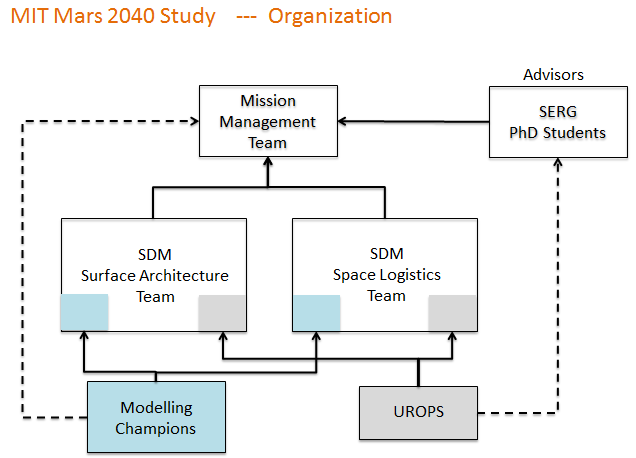 MIT Mars 2040 Study --- Organization
Advisors
Mission
Management
Team
SERG
PhD Students
SDM
Surface Architecture
Team
SDM
Space Logistics
Team
Modelling
Champions
UROPS